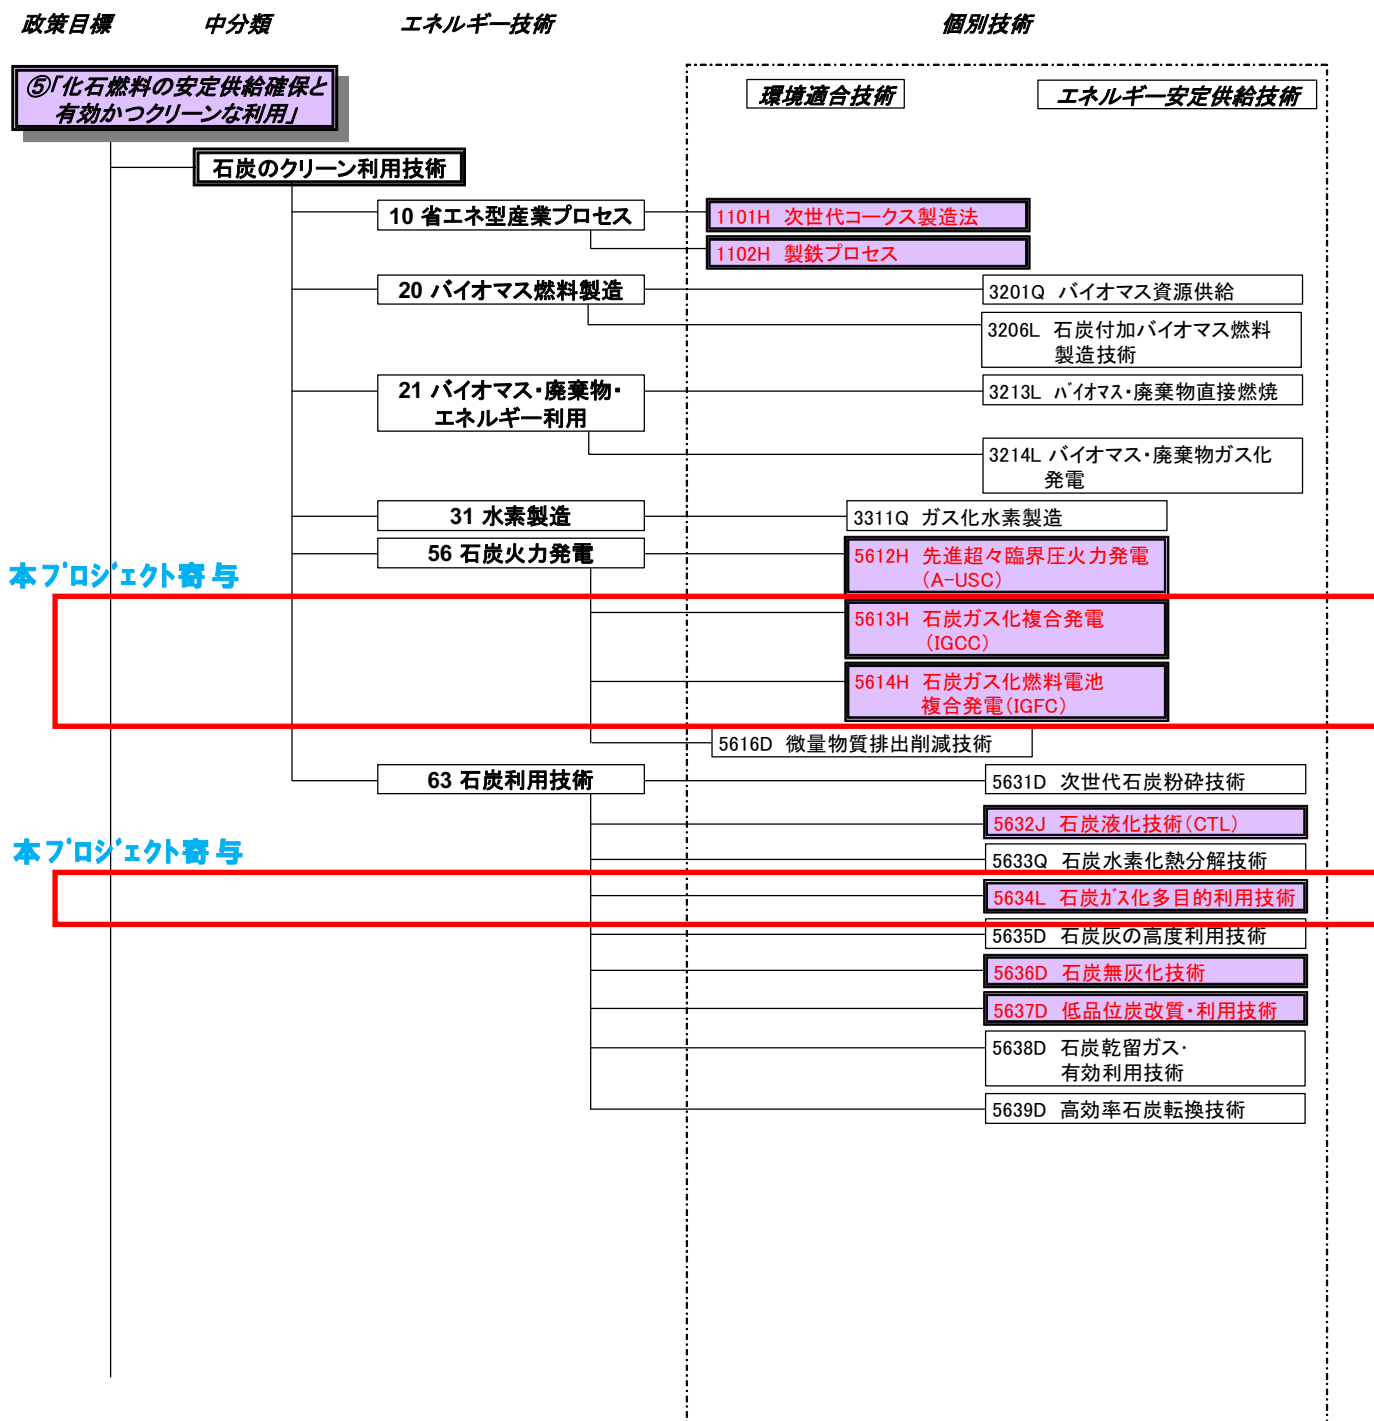 政策目標 中分類 エネルギー技術 個別技術
⑤「化石燃料の安定供給確保と
有効かつクリーンな利用」
環境適合技術 エネルギー安定供給技術
石炭のクリーン利用技術
10 省エネ型産業プロセス
1101H 次世代コークス製造法
1102H 製鉄プロセス
20 バイオマス燃料製造
3201Q バイオマス資源供給
3206L 石炭付加バイオマス燃料
製造技術
21 バイオマス・廃棄物・
エネルギー利用
3213L バイオマス・廃棄物直接燃焼
3214L バイオマス・廃棄物ガス化
発電
31 水素製造
3311Q ガス化水素製造
56 石炭火力発電
5612H 先進超々臨界圧火力発電
(A-USC)
本プロジェクト寄与
5613H 石炭ガス化複合発電
(IGCC)
5614H 石炭ガス化燃料電池
複合発電(IGFC)
5616D 微量物質排出削減技術
63 石炭利用技術
5631D 次世代石炭粉砕技術
5632J 石炭液化技術(CTL)
本プロジェクト寄与
5633Q 石炭水素化熱分解技術
5634L 石炭ガス化多目的利用技術
5635D 石炭灰の高度利用技術
5636D 石炭無灰化技術
5637D 低品位炭改質・利用技術
5638D 石炭乾留ガス・
有効利用技術
5639D 高効率石炭転換技術